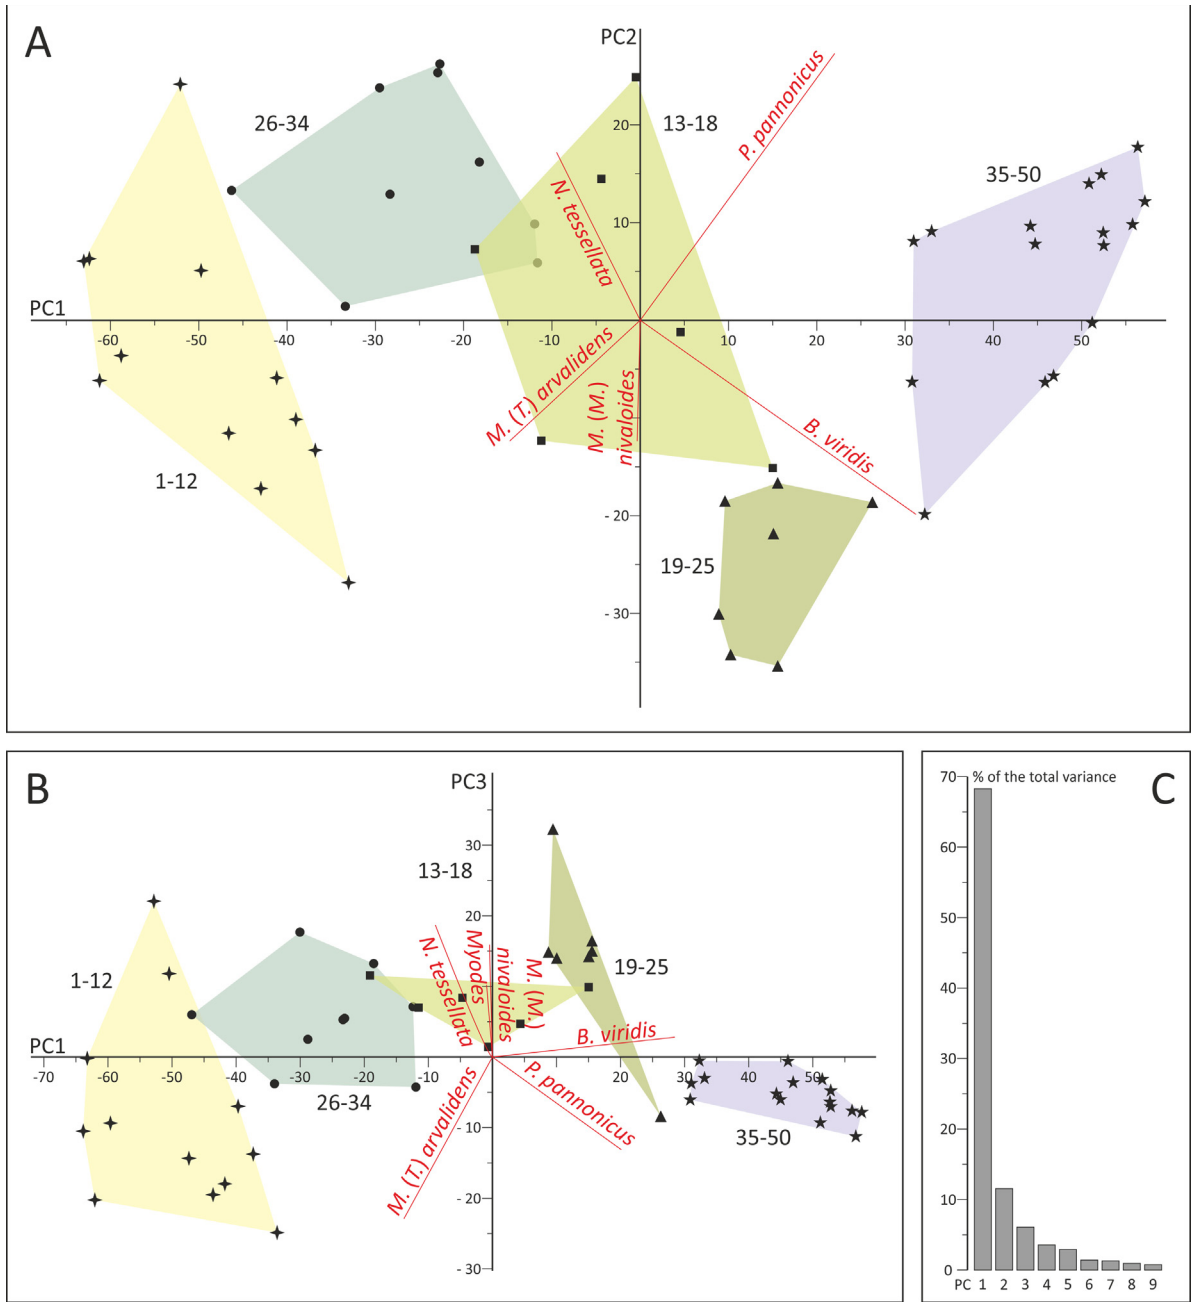 A
PC2
26-34
20
13-18
P. pannonicus
35-50
N. tessellata
10
PC1
-60
-50
-40
-30
-20
-10
10
20
30
40
50
M. (T.) arvalidens
M. (M.)
nivaloides
B. viridis
1-12
- 20
19-25
- 30
B
PC3
30
13-18
20
1-12
N. tessellata
Myodes
nivaloides
M. (M.)
19-25
B. viridis
PC1
-70
-60
-50
-40
-30
-20
-10
20
30
40
50
26-34
M. (T.) arvalidens
P. pannonicus
35-50
- 10
- 20
- 30
C
70
% of the total variance
60
50
40
30
20
10
0
PC 1 2 3 4 5 6 7 8 9